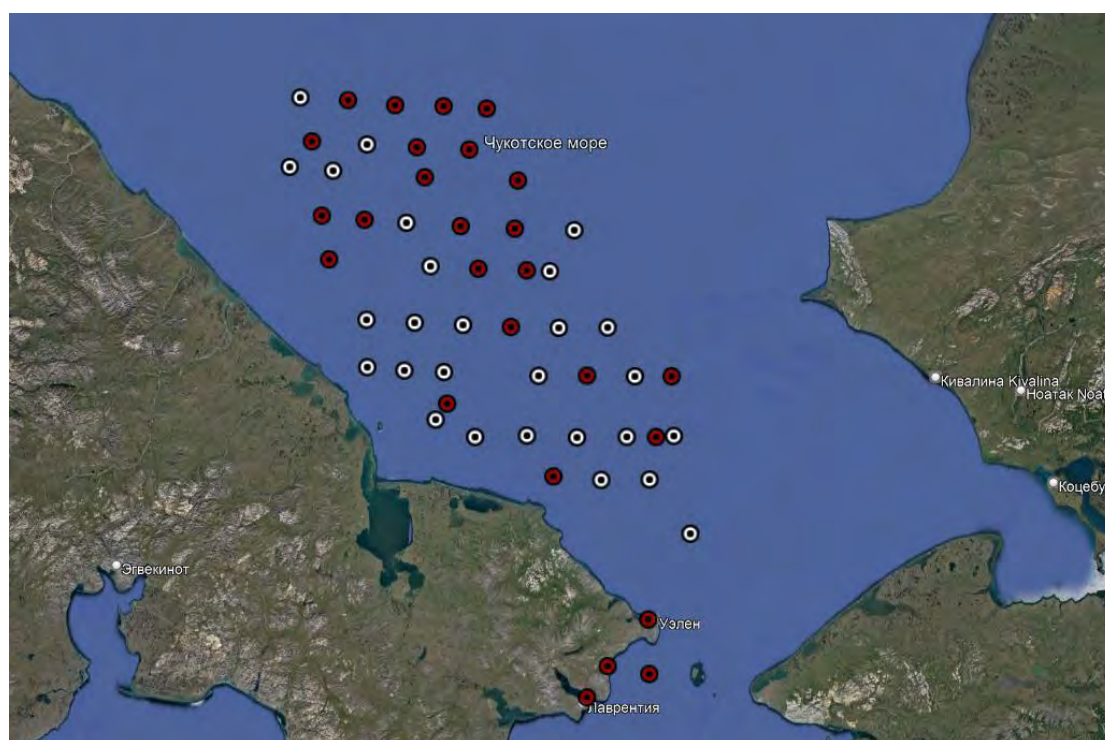 Чукотское море
Кивалина Kivalina
Ноатак Noat
Коцебу
Эгвекинот
Уэлен
Лаврентия